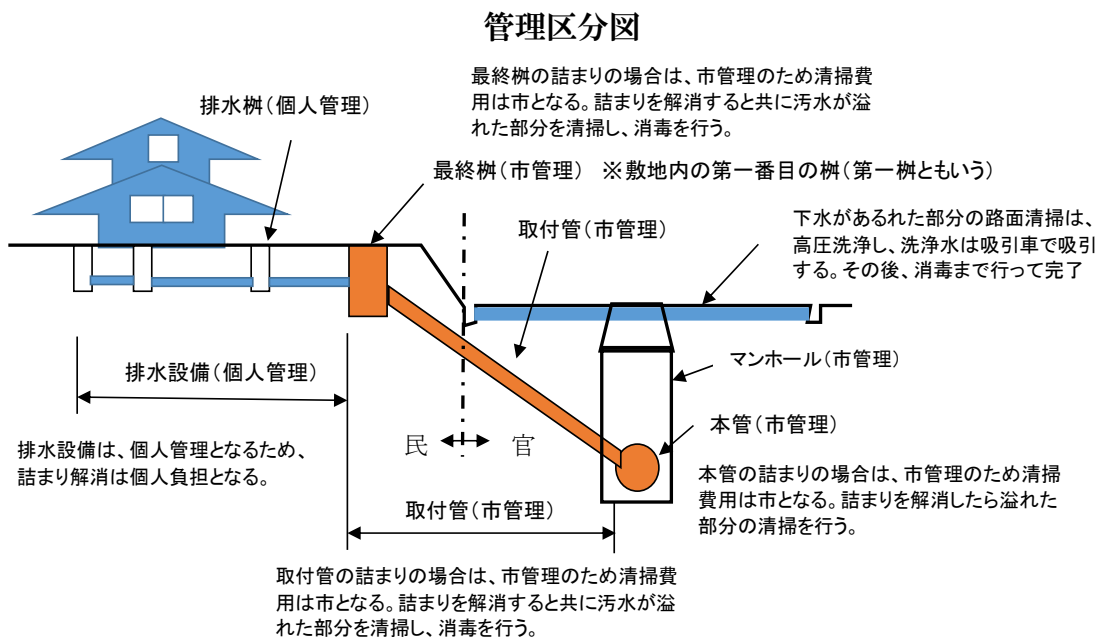 管理区分図
最終桝の詰まりの場合は、市管理のため清掃費
用は市となる。詰まりを解消すると共に汚水が溢
れた部分を清掃し、消毒を行う。
排水桝(個人管理)
最終桝(市管理) ※敷地内の第一番目の桝(第一桝ともいう)
取付管(市管理)
下水があるれた部分の路面清掃は、
高圧洗浄し、洗浄水は吸引車で吸引
する。その後、消毒まで行って完了
排水設備(個人管理)
マンホール(市管理)
本管(市管理)
民 官
排水設備は、個人管理となるため、
詰まり解消は個人負担となる。
本管の詰まりの場合は、市管理のため清掃
費用は市となる。詰まりを解消したら溢れた
部分の清掃を行う。
取付管(市管理)
取付管の詰まりの場合は、市管理のため清掃費
用は市となる。詰まりを解消すると共に汚水が溢
れた部分を清掃し、消毒を行う。